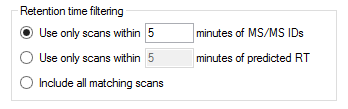 Retention time filtering
Use only scans within 5 minutes of MS/MS IDs
Use only scans within 5 minutes of predicted RT
Include all matching scans